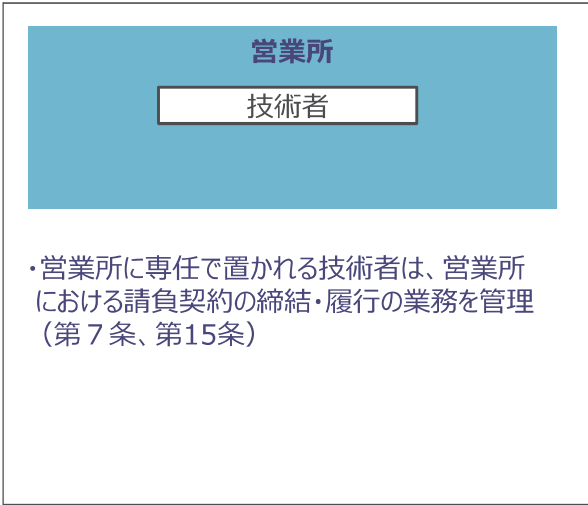 営業所
技術者
・営業所に専任で置かれる技術者は、営業所
における請負契約の締結・履行の業務を管理
（第７条、第15条）